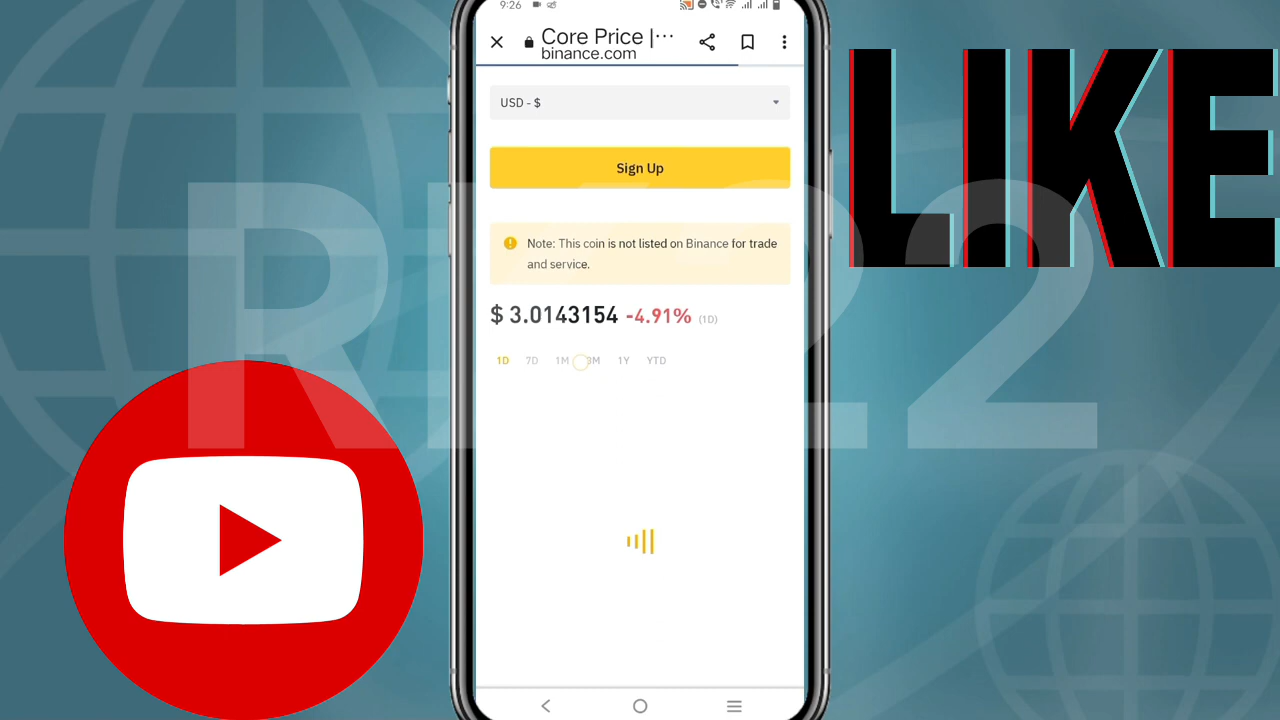 9:26
Core Price |···
binance.com
USD - $
Sign Up
Note: This coin is not listed on Binance for trade
and service.
$ 3.0143154 -4.91% (1D)
1D 7D 1M 3M 1Y YTD
LIKE